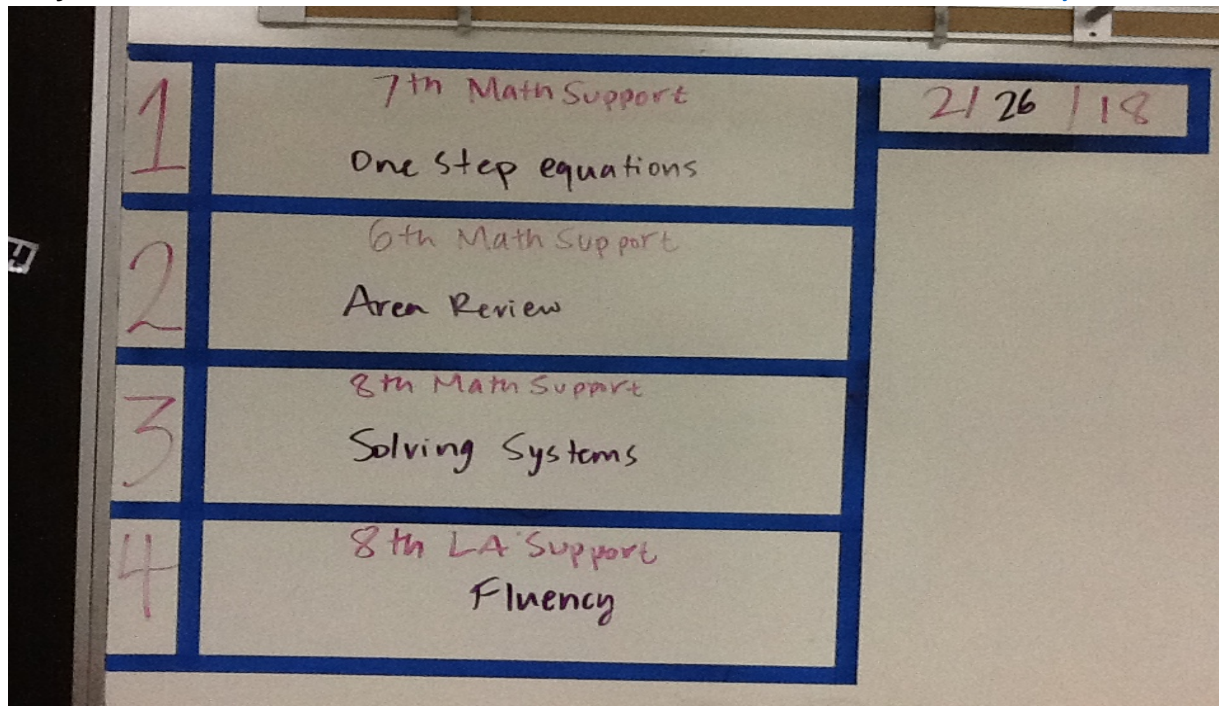 1
7th Math Support
One step equations
2/26/18
2
6th Math Support
Area Review
3
8th Math Support
Solving Systems
4
8th LA Support
Fluency